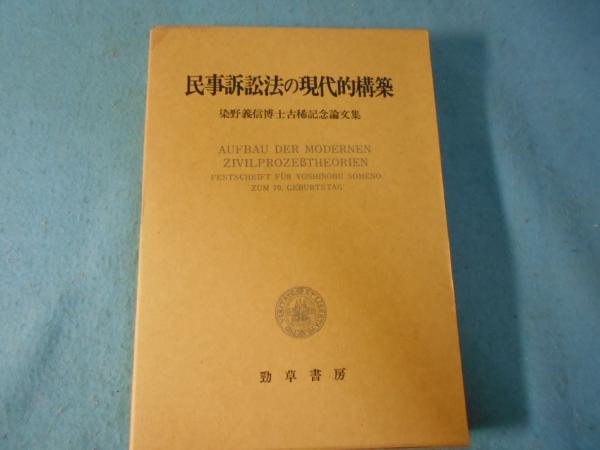 民事訴訟法の現代的構築
染野義信博士古稀記念論文集
AUFBAU DER MODERNEN
ZIVILPROZEßTHEORIEN
FESTSCHRIFT FÜR YOSHINOBU SOMENO
ZUM 70. GEBURTSTAG
勁草書房